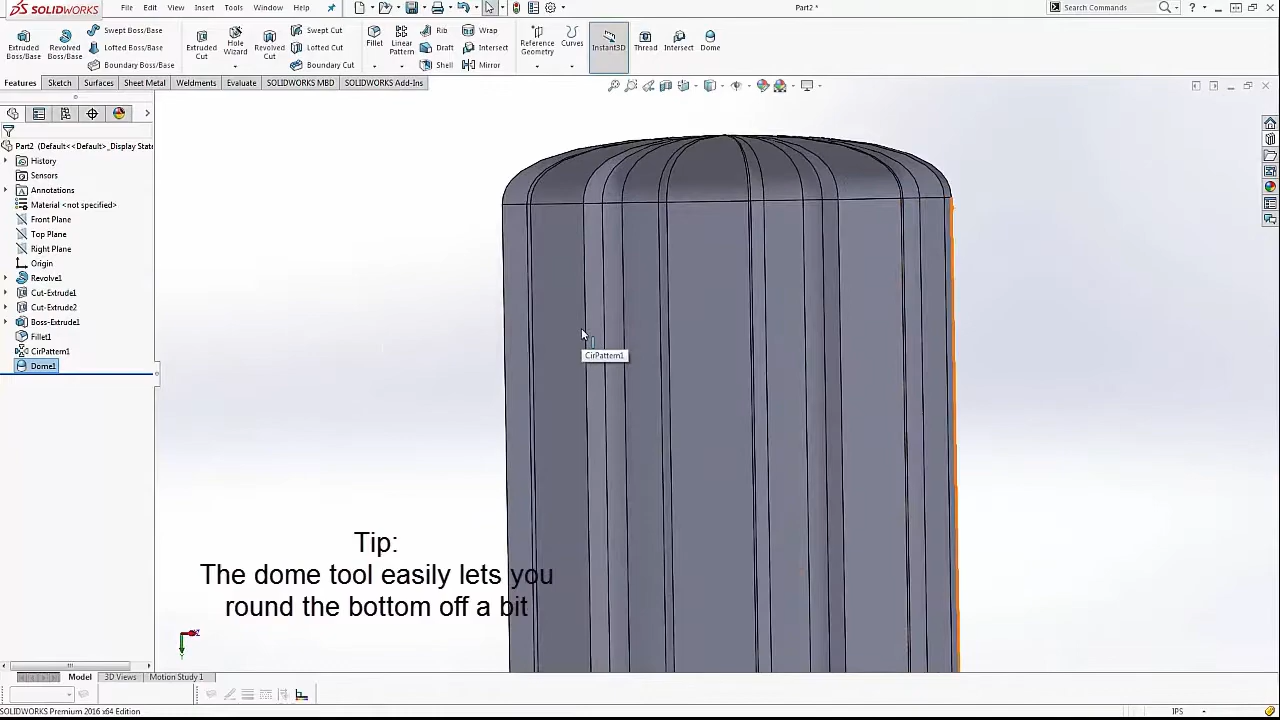 SOLIDWORKS
File Edit View Insert Tools Window Help
Part2 *
Search Commands
Extruded Boss/Base
Revolved Boss/Base
Swept Boss/Base
Lofted Boss/Base
Boundary Boss/Base
Extruded Cut
Hole Wizard
Revolved Cut
Swept Cut
Lofted Cut
Boundary Cut
Fillet
Linear Pattern
Rib
Draft
Shell
Wrap
Intersect
Mirror
Reference Geometry
Curves
Instant3D
Thread
Intersect
Dome
Features Sketch Surfaces Sheet Metal Weldments Evaluate SOLIDWORKS MBD SOLIDWORKS Add-Ins
Part2 (Default<<Default>_Display State
History
Sensors
Annotations
Material <not specified>
Front Plane
Top Plane
Right Plane
Origin
Revolve1
Cut-Extrude1
Cut-Extrude2
Boss-Extrude1
Fillet1
CirPattern1
Dome1
CirPattern1
Tip:
The dome tool easily lets you
round the bottom off a bit
Model 3D Views Motion Study 1
SOLIDWORKS Premium 2016 x64 Edition
IPS